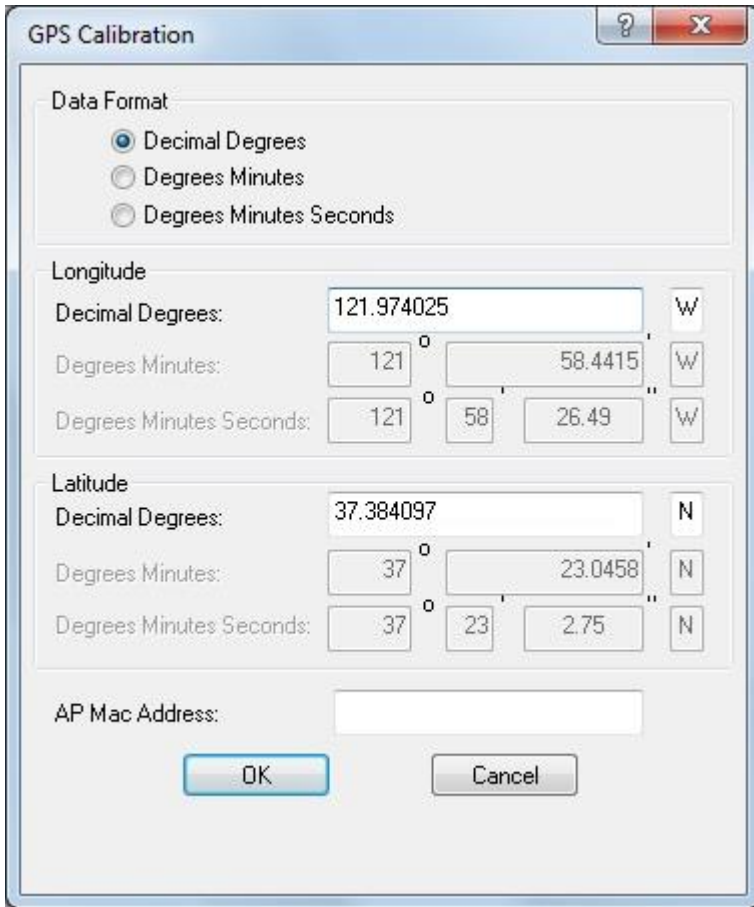 GPS Calibration
?
X
Data Format
Decimal Degrees
Degrees Minutes
Degrees Minutes Seconds
Longitude
Decimal Degrees: 121.974025 W
Degrees Minutes: 121 o 58.4415 ' W
Degrees Minutes Seconds: 121 o 58 ' 26.49 " W
Latitude
Decimal Degrees: 37.384097 N
Degrees Minutes: 37 o 23.0458 ' N
Degrees Minutes Seconds: 37 o 23 ' 2.75 " N
AP Mac Address:
OK Cancel